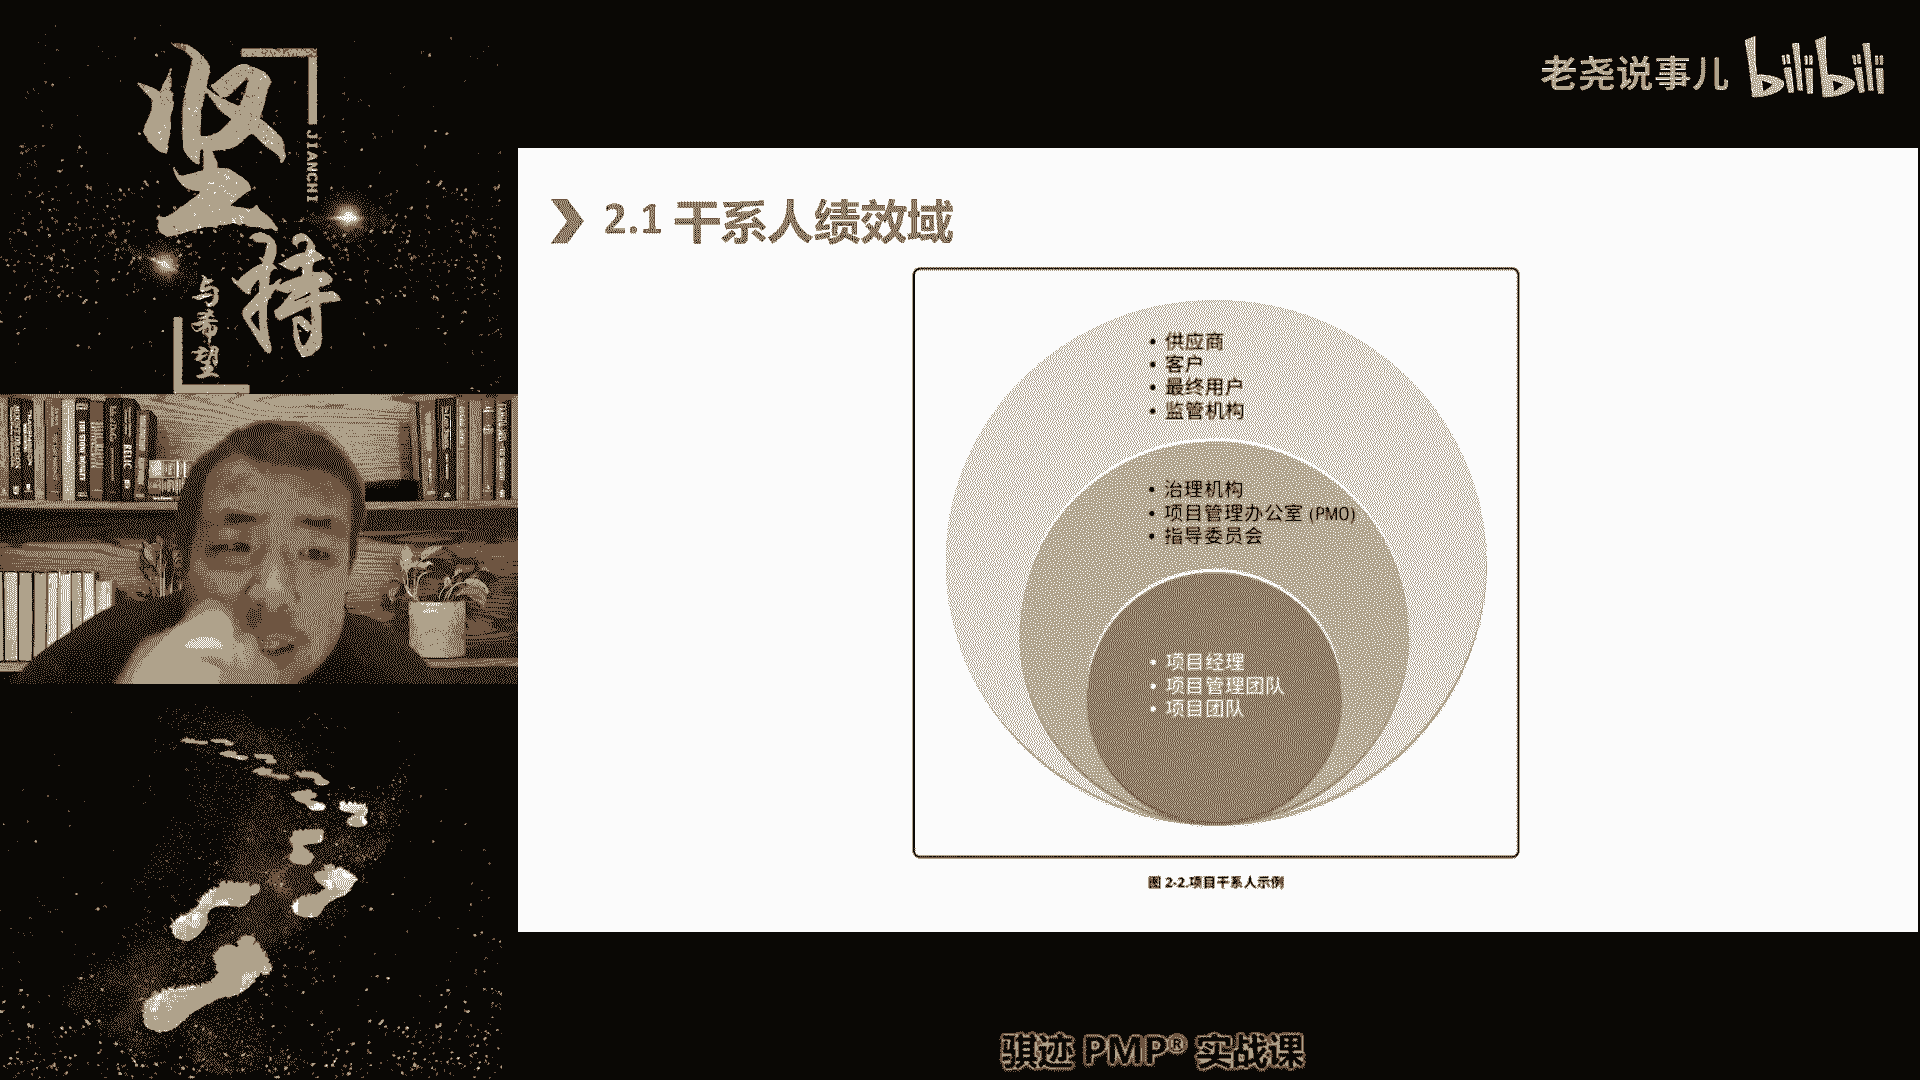 坚持
JIANCHI
与希望
老尧说事儿 bilibili
2.1 干系人绩效域
• 供应商
• 客户
• 最终用户
• 监管机构
• 治理机构
• 项目管理办公室 (PMO)
• 指导委员会
• 项目经理
• 项目管理团队
• 项目团队
图 2-2.项目干系人示例
骐迹 PMP® 实战课